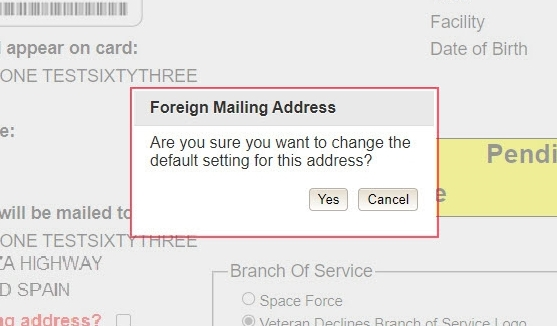 Facility
appear on card:
Date of Birth
ONE TESTSIXTYTHREE
Foreign Mailing Address
Are you sure you want to change the
default setting for this address?
Yes
Cancel
e:
Pendi
e
will be mailed to
ONE TESTSIXTYTHREE
ZA HIGHWAY
D SPAIN
ng address?
Branch Of Service
Space Force
Veteran Declines Branch of Service Logo